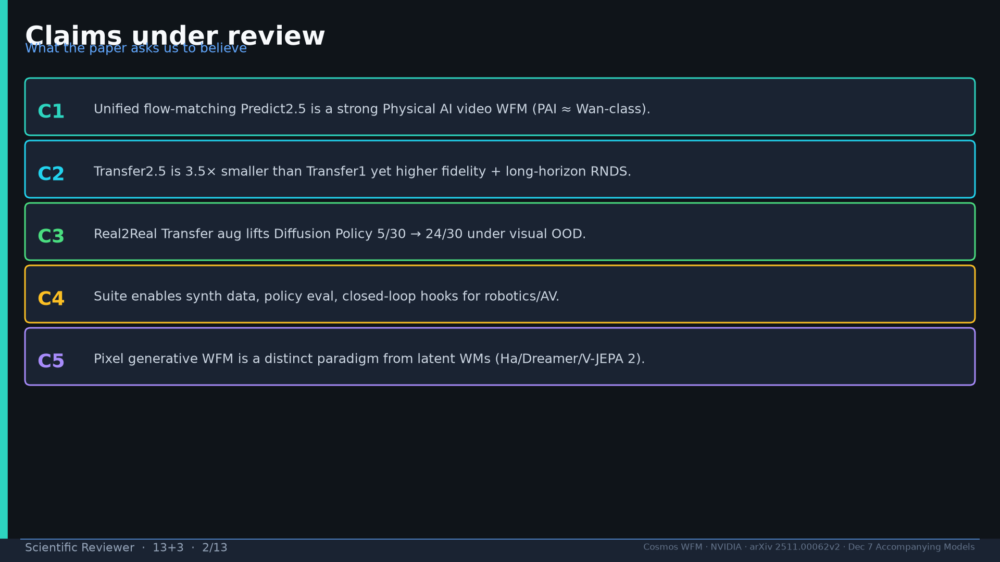 Claims under review
What the paper asks us to believe
C1 Unified flow-matching Predict2.5 is a strong Physical AI video WFM (PAI ≈ Wan-class).
C2 Transfer2.5 is 3.5× smaller than Transfer1 yet higher fidelity + long-horizon RNDS.
C3 Real2Real Transfer aug lifts Diffusion Policy 5/30 → 24/30 under visual OOD.
C4 Suite enables synth data, policy eval, closed-loop hooks for robotics/AV.
C5 Pixel generative WFM is a distinct paradigm from latent WMs (Ha/Dreamer/V-JEPA 2).
Scientific Reviewer · 13+3 · 2/13
Cosmos WFM · NVIDIA · arXiv 2511.00062v2 · Dec 7 Accompanying Models